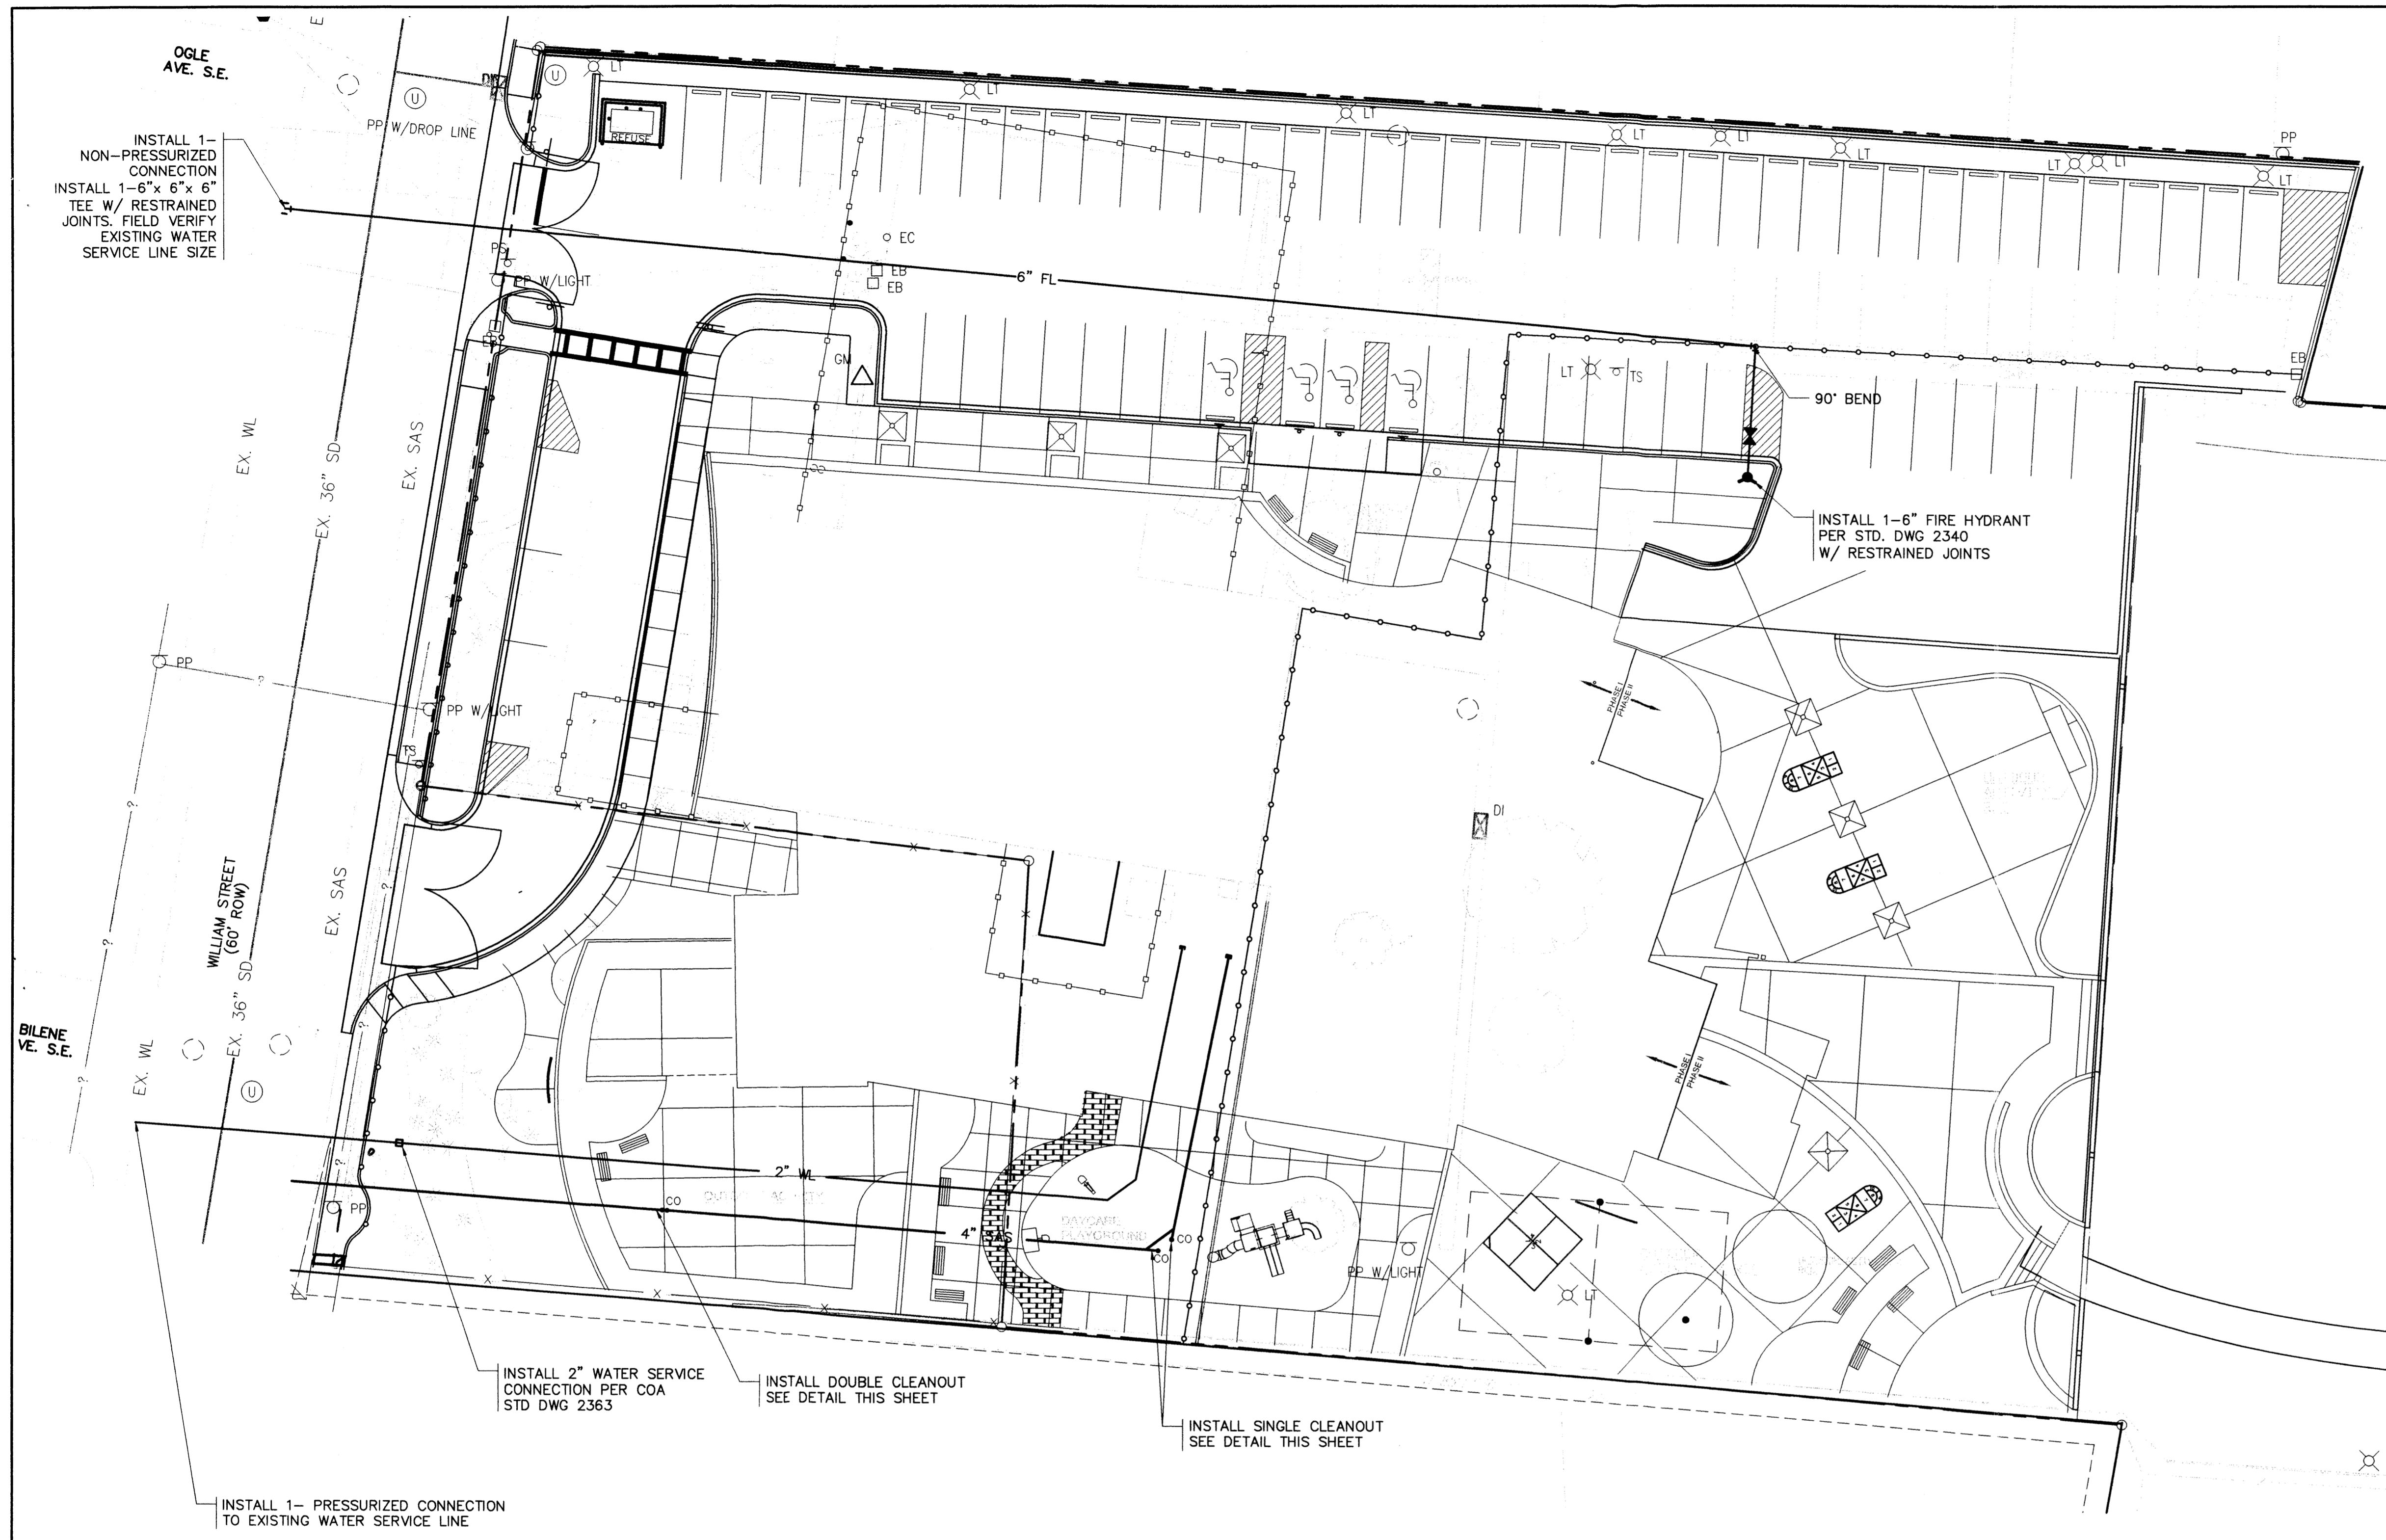 OGLE
AVE. S.E.
U
U
PP W/DROP LINE
REFUSE
LT
LT
LT
LT
LT
LT
LT
LT
LT
PP
INSTALL 1-
NON-PRESSURIZED
CONNECTION
INSTALL 1-6"x 6"x 6"
TEE W/ RESTRAINED
JOINTS. FIELD VERIFY
EXISTING WATER
SERVICE LINE SIZE
PS
PP W/LIGHT
EC
EB
EB
6" FL
GM
LT
TS
EB
90° BEND
EX. WL
EX. 36" SD
EX. SAS
INSTALL 1-6" FIRE HYDRANT
PER STD. DWG 2340
W/ RESTRAINED JOINTS
PP
?
PP W/LIGHT
TS
PHASE I
PHASE II
DI
?
?
?
WILLIAM STREET
(60' ROW)
EX. SAS
EX. 36" SD
EX. WL
BILENE
VE. S.E.
?
?
U
PHASE I
PHASE II
?
2" WL
PP
CO
4" SAS
DAYCARE
PLAYGROUND
CO
CO
PP W/LIGHT
LT
INSTALL 2" WATER SERVICE
CONNECTION PER COA
STD DWG 2363
INSTALL DOUBLE CLEANOUT
SEE DETAIL THIS SHEET
INSTALL SINGLE CLEANOUT
SEE DETAIL THIS SHEET
INSTALL 1- PRESSURIZED CONNECTION
TO EXISTING WATER SERVICE LINE